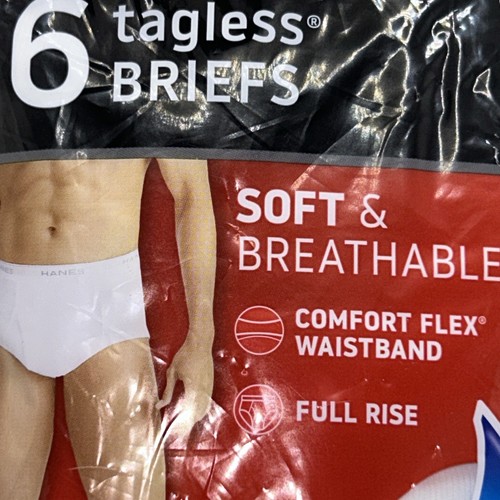 6 tagless®
BRIEFS
SOFT &
BREATHABLE
HANES
COMFORT FLEX®
WAISTBAND
FULL RISE